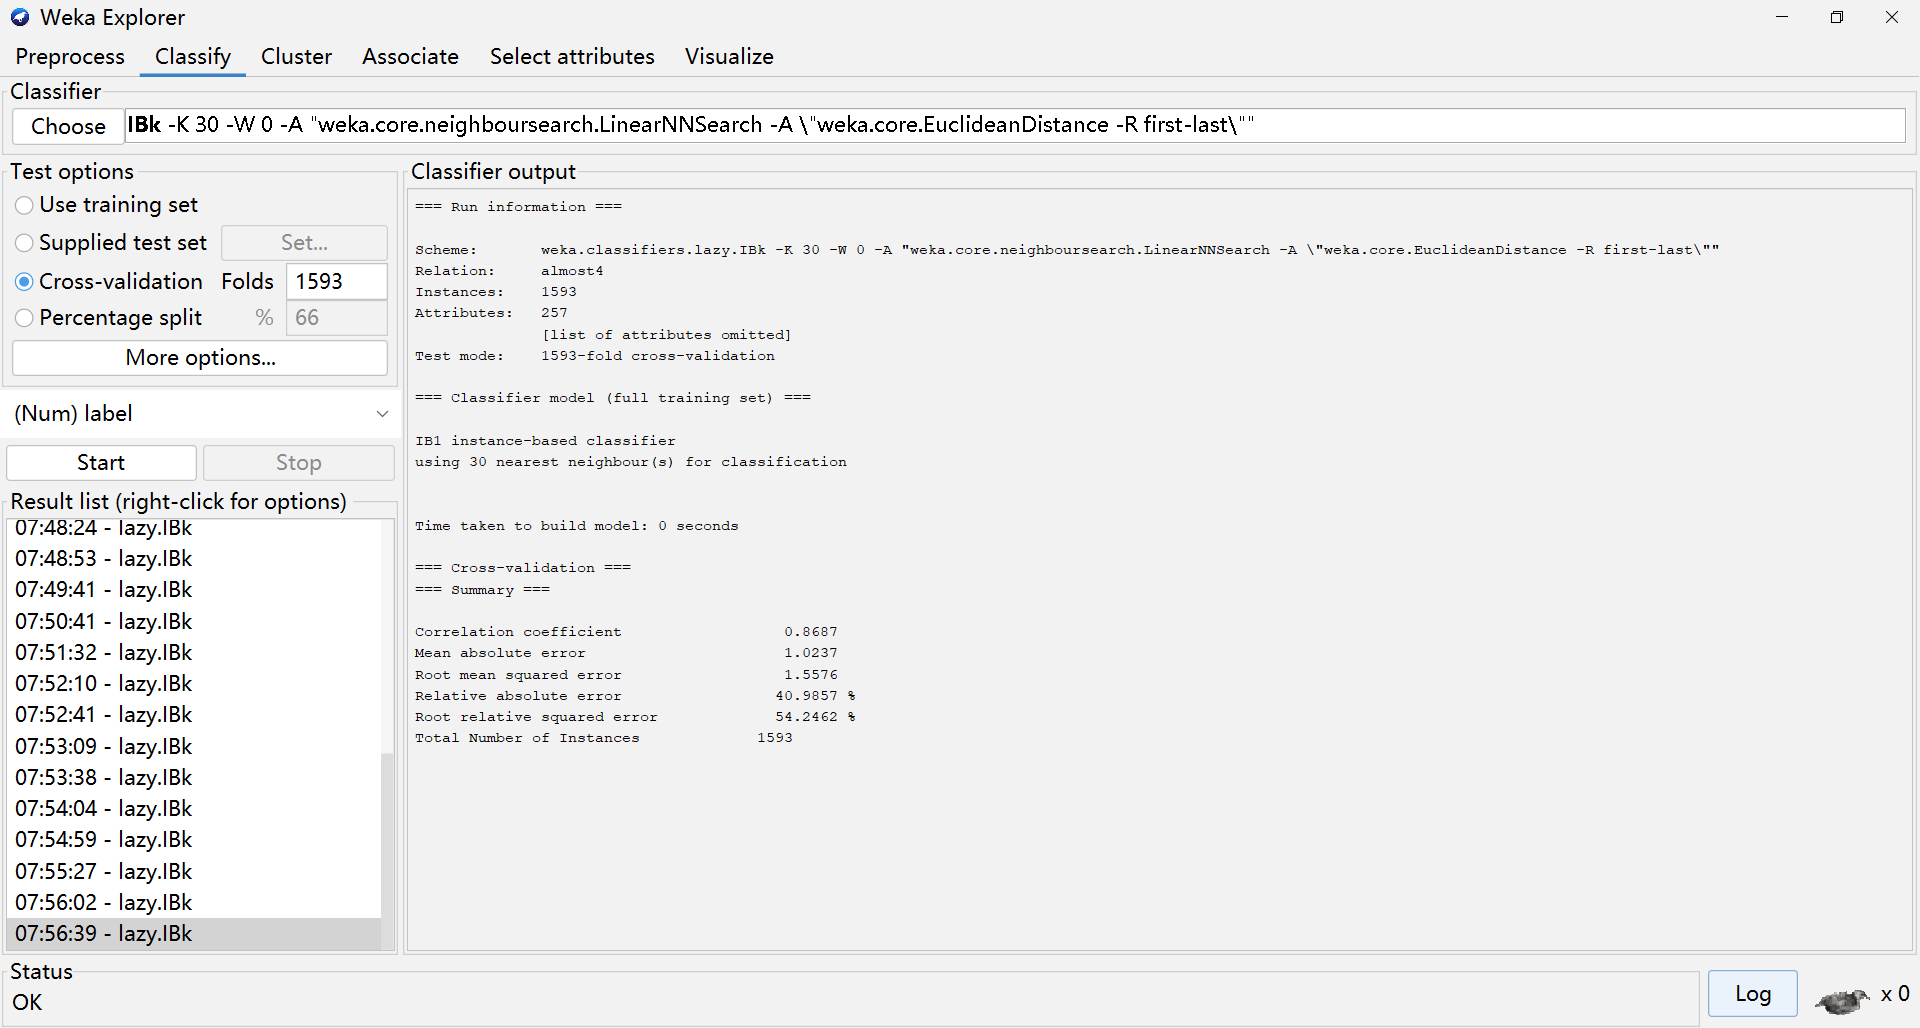 Weka Explorer
Preprocess Classify Cluster Associate Select attributes Visualize
Classifier
Choose IBk -K 30 -W 0 -A "weka.core.neighboursearch.LinearNNSearch -A \"weka.core.EuclideanDistance -R first-last\""
Test options
Use training set
Supplied test set Set...
Cross-validation Folds 1593
Percentage split % 66
More options...
(Num) label
Start Stop
Result list (right-click for options)
07:48:24 - lazy.IBk
07:48:53 - lazy.IBk
07:49:41 - lazy.IBk
07:50:41 - lazy.IBk
07:51:32 - lazy.IBk
07:52:10 - lazy.IBk
07:52:41 - lazy.IBk
07:53:09 - lazy.IBk
07:53:38 - lazy.IBk
07:54:04 - lazy.IBk
07:54:59 - lazy.IBk
07:55:27 - lazy.IBk
07:56:02 - lazy.IBk
07:56:39 - lazy.IBk
Classifier output
=== Run information ===
Scheme: weka.classifiers.lazy.IBk -K 30 -W 0 -A "weka.core.neighboursearch.LinearNNSearch -A \"weka.core.EuclideanDistance -R first-last\""
Relation: almost4
Instances: 1593
Attributes: 257
[list of attributes omitted]
Test mode: 1593-fold cross-validation
=== Classifier model (full training set) ===
IB1 instance-based classifier
using 30 nearest neighbour(s) for classification
Time taken to build model: 0 seconds
=== Cross-validation ===
=== Summary ===
Correlation coefficient 0.8687
Mean absolute error 1.0237
Root mean squared error 1.5576
Relative absolute error 40.9857 %
Root relative squared error 54.2462 %
Total Number of Instances 1593
Status
OK
Log x 0